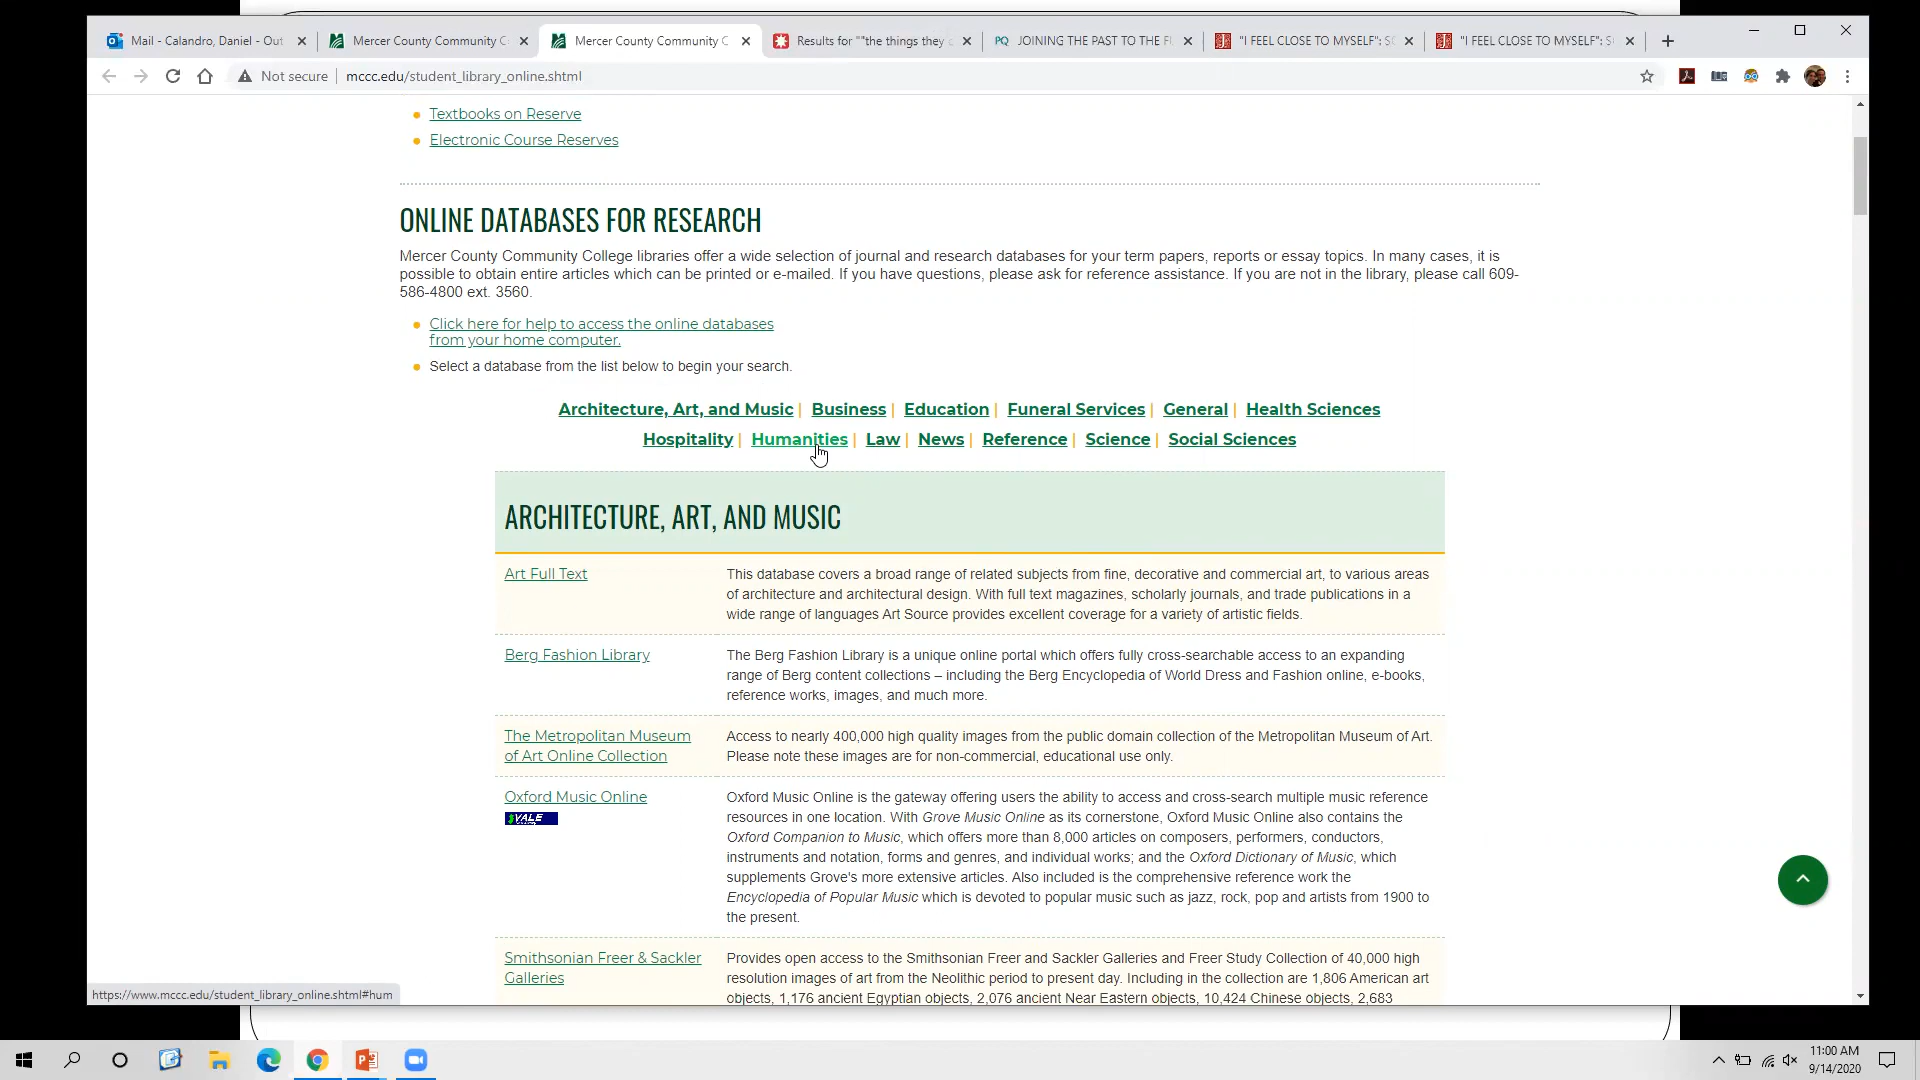 Mail - Calandro, Daniel - Out
Mercer County Community C
Mercer County Community C
Results for ""the things they c
JOINING THE PAST TO THE F
"I FEEL CLOSE TO MYSELF": S
"I FEEL CLOSE TO MYSELF": S
Not secure
mccc.edu/student_library_online.shtml
Textbooks on Reserve
Electronic Course Reserves
ONLINE DATABASES FOR RESEARCH
Mercer County Community College libraries offer a wide selection of journal and research databases for your term papers, reports or essay topics. In many cases, it is
possible to obtain entire articles which can be printed or e-mailed. If you have questions, please ask for reference assistance. If you are not in the library, please call 609-
586-4800 ext. 3560.
Click here for help to access the online databases
from your home computer.
Select a database from the list below to begin your search.
Architecture, Art, and Music | Business | Education | Funeral Services | General | Health Sciences
Hospitality | Humanities | Law | News | Reference | Science | Social Sciences
ARCHITECTURE, ART, AND MUSIC
Art Full Text
This database covers a broad range of related subjects from fine, decorative and commercial art, to various areas
of architecture and architectural design. With full text magazines, scholarly journals, and trade publications in a
wide range of languages Art Source provides excellent coverage for a variety of artistic fields.
Berg Fashion Library
The Berg Fashion Library is a unique online portal which offers fully cross-searchable access to an expanding
range of Berg content collections – including the Berg Encyclopedia of World Dress and Fashion online, e-books,
reference works, images, and much more.
The Metropolitan Museum
of Art Online Collection
Access to nearly 400,000 high quality images from the public domain collection of the Metropolitan Museum of Art.
Please note these images are for non-commercial, educational use only.
Oxford Music Online
VALE
Oxford Music Online is the gateway offering users the ability to access and cross-search multiple music reference
resources in one location. With Grove Music Online as its cornerstone, Oxford Music Online also contains the
Oxford Companion to Music, which offers more than 8,000 articles on composers, performers, conductors,
instruments and notation, forms and genres, and individual works; and the Oxford Dictionary of Music, which
supplements Grove's more extensive articles. Also included is the comprehensive reference work the
Encyclopedia of Popular Music which is devoted to popular music such as jazz, rock, pop and artists from 1900 to
the present.
Smithsonian Freer & Sackler
Galleries
Provides open access to the Smithsonian Freer and Sackler Galleries and Freer Study Collection of 40,000 high
resolution images of art from the Neolithic period to present day. Including in the collection are 1,806 American art
objects, 1,176 ancient Egyptian objects, 2,076 ancient Near Eastern objects, 10,424 Chinese objects, 2,683
https://www.mccc.edu/student_library_online.shtml#hum
11:00 AM
9/14/2020